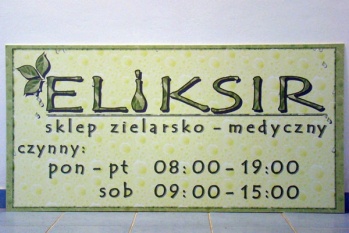 ELIKSIR
sklep zielarsko - medyczny
czynny:
pon - pt 08:00 - 19:00
sob 09:00 - 15:00